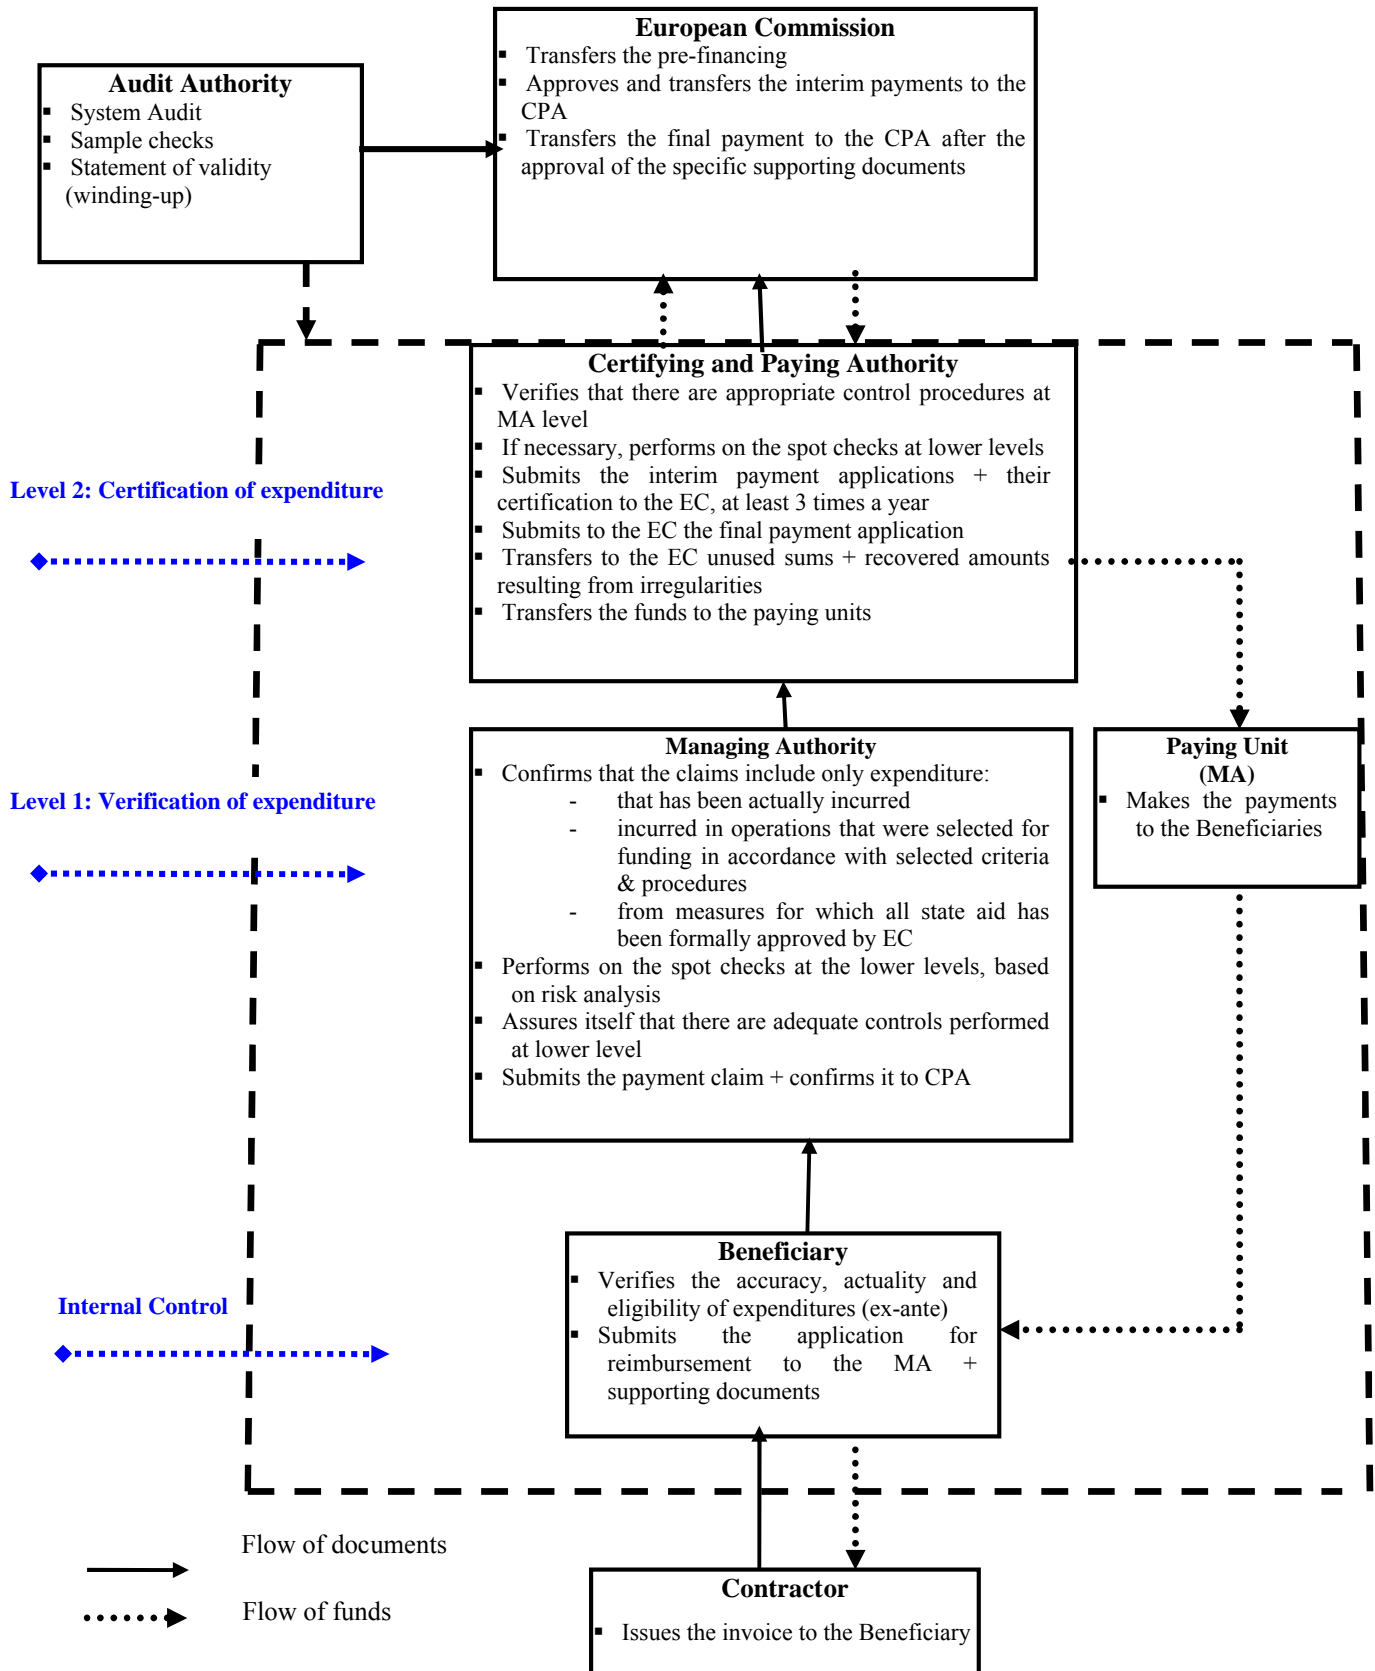 European Commission
▪ Transfers the pre-financing
▪ Approves and transfers the interim payments to the
CPA
▪ Transfers the final payment to the CPA after the
approval of the specific supporting documents
Audit Authority
▪ System Audit
▪ Sample checks
▪ Statement of validity
(winding-up)
Certifying and Paying Authority
▪ Verifies that there are appropriate control procedures at
MA level
▪ If necessary, performs on the spot checks at lower levels
▪ Submits the interim payment applications + their
certification to the EC, at least 3 times a year
▪ Submits to the EC the final payment application
▪ Transfers to the EC unused sums + recovered amounts
resulting from irregularities
▪ Transfers the funds to the paying units
Level 2: Certification of expenditure
Managing Authority
▪ Confirms that the claims include only expenditure:
- that has been actually incurred
- incurred in operations that were selected for
funding in accordance with selected criteria
& procedures
- from measures for which all state aid has
been formally approved by EC
▪ Performs on the spot checks at the lower levels, based
on risk analysis
▪ Assures itself that there are adequate controls performed
at lower level
▪ Submits the payment claim + confirms it to CPA
Paying Unit
(MA)
▪ Makes the payments
to the Beneficiaries
Level 1: Verification of expenditure
Beneficiary
▪ Verifies the accuracy, actuality and
eligibility of expenditures (ex-ante)
▪ Submits the application for
reimbursement to the MA +
supporting documents
Internal Control
Flow of documents
Flow of funds
Contractor
▪ Issues the invoice to the Beneficiary